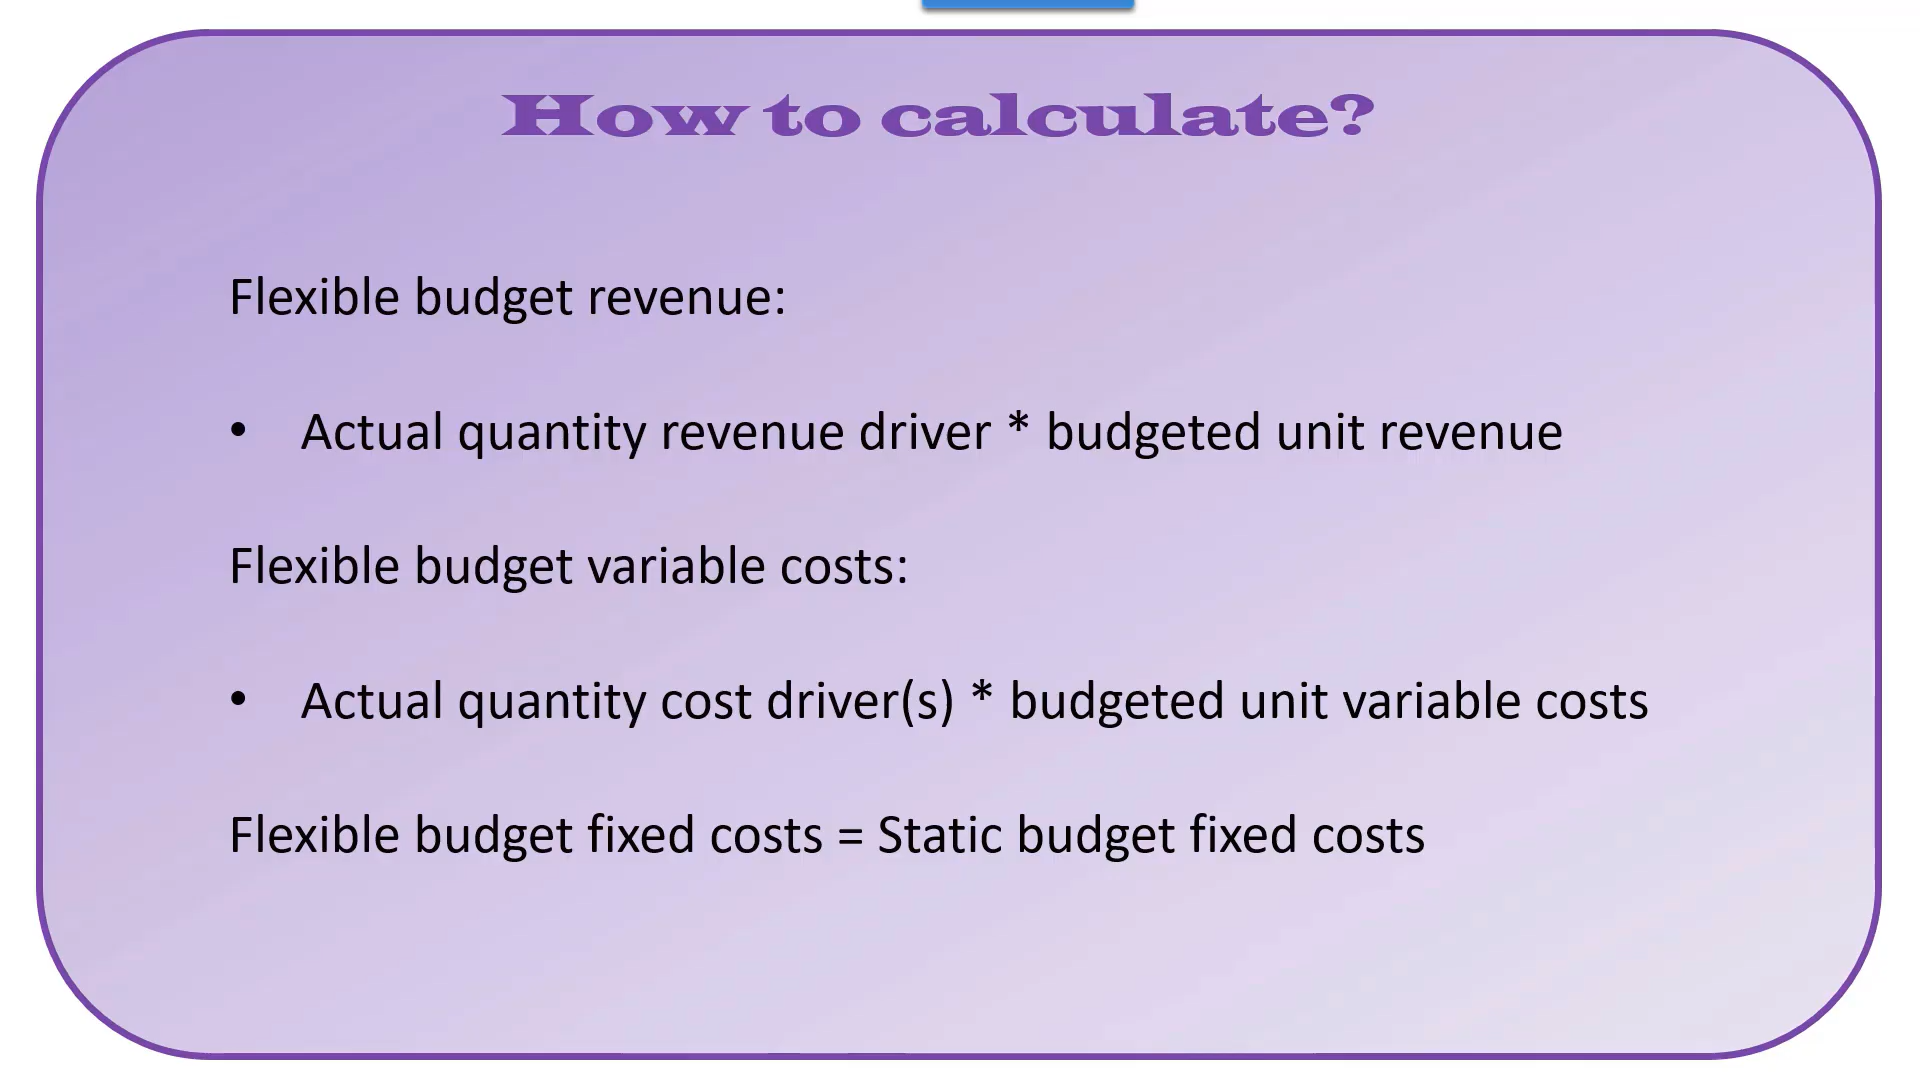 How to calculate?
Flexible budget revenue:
• Actual quantity revenue driver * budgeted unit revenue
Flexible budget variable costs:
• Actual quantity cost driver(s) * budgeted unit variable costs
Flexible budget fixed costs = Static budget fixed costs